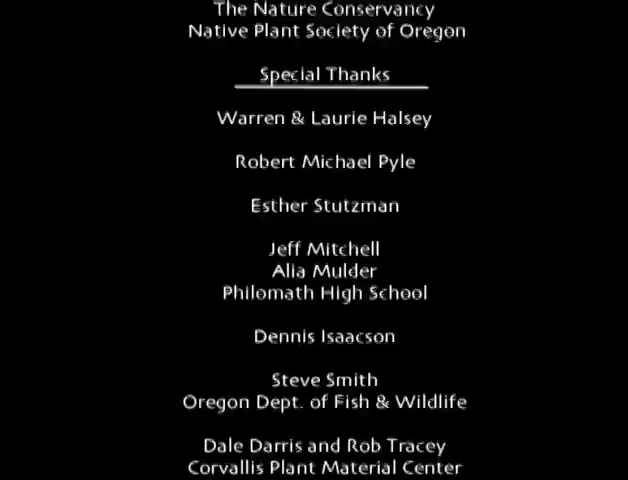 The Nature Conservancy
Native Plant Society of Oregon
Special Thanks
Warren & Laurie Halsey
Robert Michael Pyle
Esther Stutzman
Jeff Mitchell
Alia Mulder
Philomath High School
Dennis Isaacson
Steve Smith
Oregon Dept. of Fish & Wildlife
Dale Darris and Rob Tracey
Corvallis Plant Material Center